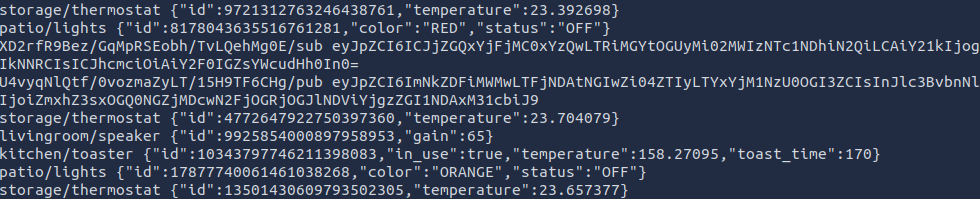 storage/thermostat {"id":9721312763246438761,"temperature":23.392698}
patio/lights {"id":8178043635516761281,"color":"RED","status":"OFF"}
XD2rfR9Bez/GqMpRSEobh/TvLQehMg0E/sub eyJpZCI6ICJjZGQxYjFjMC0xYzQwLTRiMGYtOGUyMi02MWIzNTc1NDhiN2QiLCAiY21kIjog
IkNNRCIsICJhcmciOiAiY2F0IGZsYWcudHh0In0=
U4vyqNlQtf/0vozmaZyLT/15H9TF6CHg/pub eyJpZCI6ImNkZDFiMWMwLTFjNDAtNGIwZi04ZTIyLTYxYjM1NzU0OGI3ZCIsInJlc3BvbnNl
IjoiZmxhZ3sxOGQ0NGZjMDcwN2FjOGRjOGJlNDViYjgzZGI1NDAxM31cbiJ9
storage/thermostat {"id":4772647922750397360,"temperature":23.704079}
livingroom/speaker {"id":9925854000897958953,"gain":65}
kitchen/toaster {"id":10343797746211398083,"in_use":true,"temperature":158.27095,"toast_time":170}
patio/lights {"id":17877740061461038268,"color":"ORANGE","status":"OFF"}
storage/thermostat {"id":13501430609793502305,"temperature":23.657377}